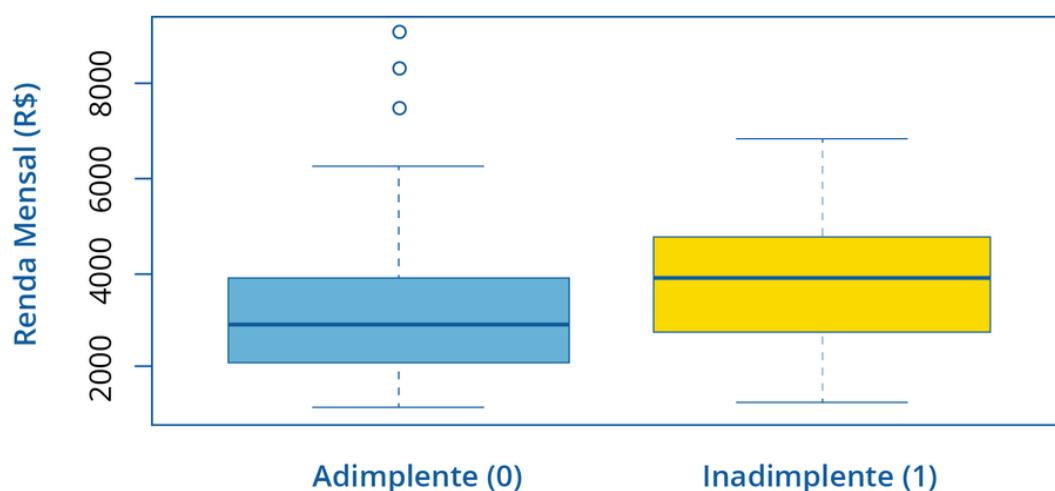 Renda Mensal (R$)
8000
6000
4000
2000
Adimplente (0)
Inadimplente (1)